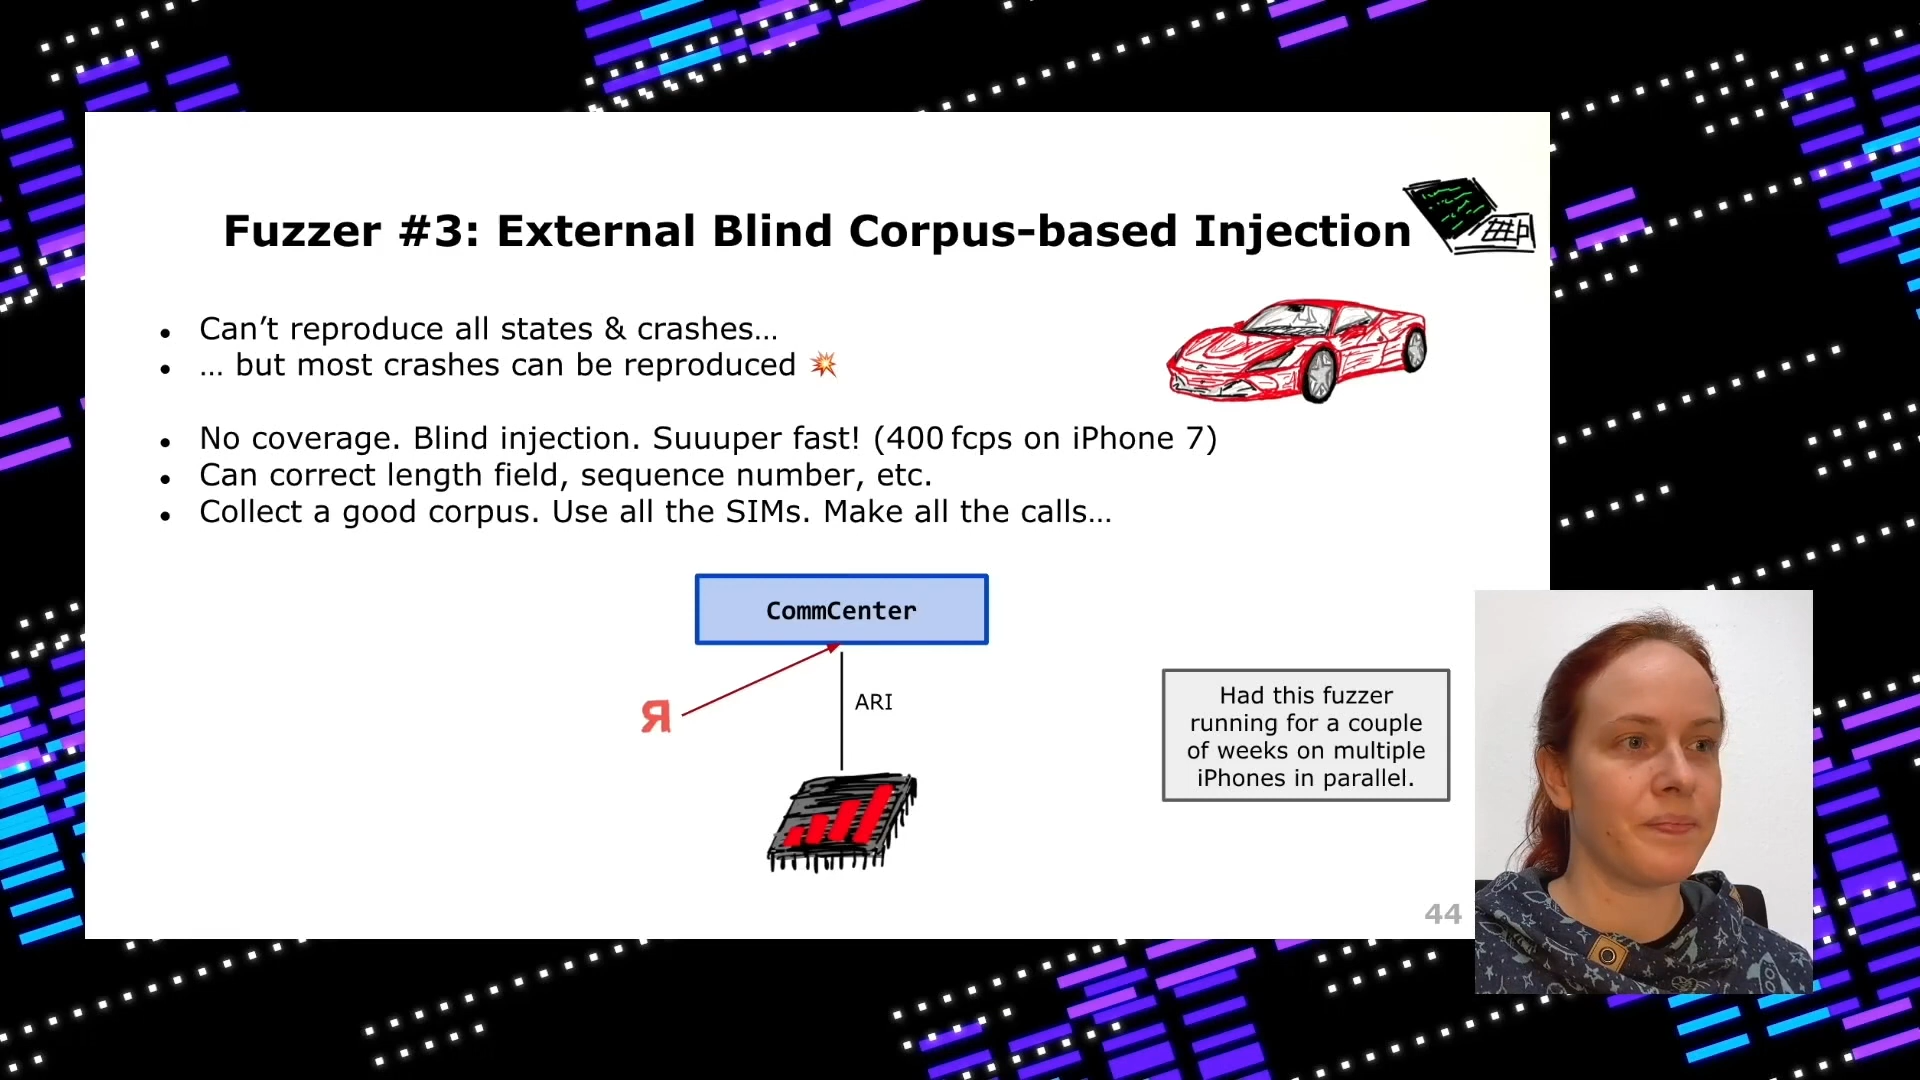 Fuzzer #3: External Blind Corpus-based Injection
• Can’t reproduce all states & crashes…
• … but most crashes can be reproduced 💥
• No coverage. Blind injection. Suuuper fast! (400 fcps on iPhone 7)
• Can correct length field, sequence number, etc.
• Collect a good corpus. Use all the SIMs. Make all the calls…
CommCenter
Я
ARI
Had this fuzzer
running for a couple
of weeks on multiple
iPhones in parallel.
44